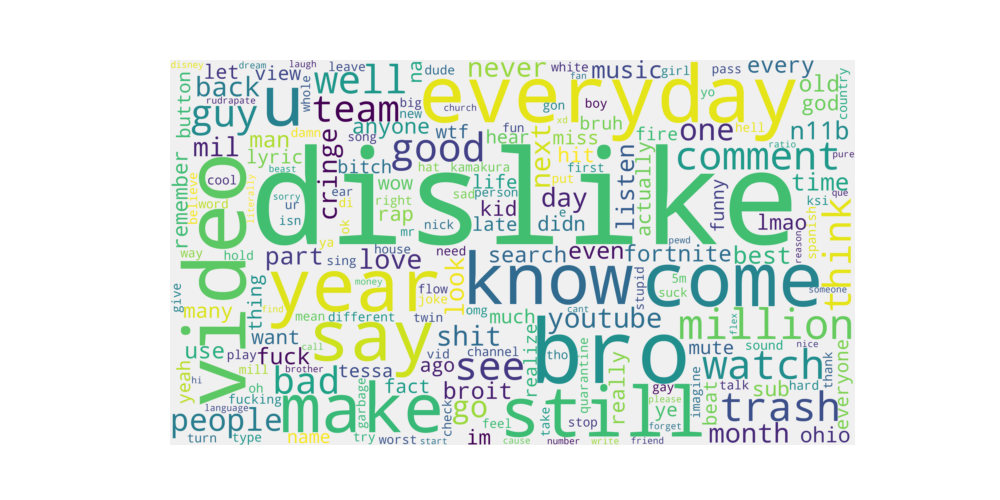 disney dream laugh leave na dude never white music girl pass every old country
let view well fan yo
back whole everyday god
rudrapate u team big church gon boy
button guy new xd hell n11b
damn anyone wtf fun bruh fire one
mil man song hear miss ratio
remember lyric cringe good next hit actually comment pure
believe cool beast bitch hat kamakura first put listen time que
word literally dislike wow life funny ksi
sorry ear right sad person day e kid
ur di rap late didn lmao spanish
isn ok mr nick
video ya house pewd reason think
way hold part sing love need search even fortnite best
year look know stupid 5m come someone
give thing money flow omg suck
many find joke cant
mean different twin much youtube flex million
want say shit realize bro mute sound nice
use play fuck call vid channel tho watch
yeah mill brother ago see quarantine really thank
hi bad tessa gay talk hard everyone
oh garbage fact broit imagine sub
fucking make check go still please beat trash
language take stop ye
people feel forget
turn type name try worst start im cause number write friend month ohio